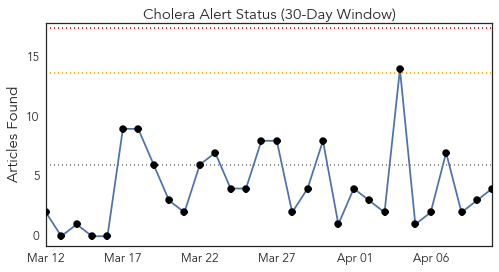 Cholera Alert Status (30-Day Window)
Articles Found
15
10
5
0
Mar 12 Mar 17 Mar 22 Mar 27 Apr 01 Apr 06